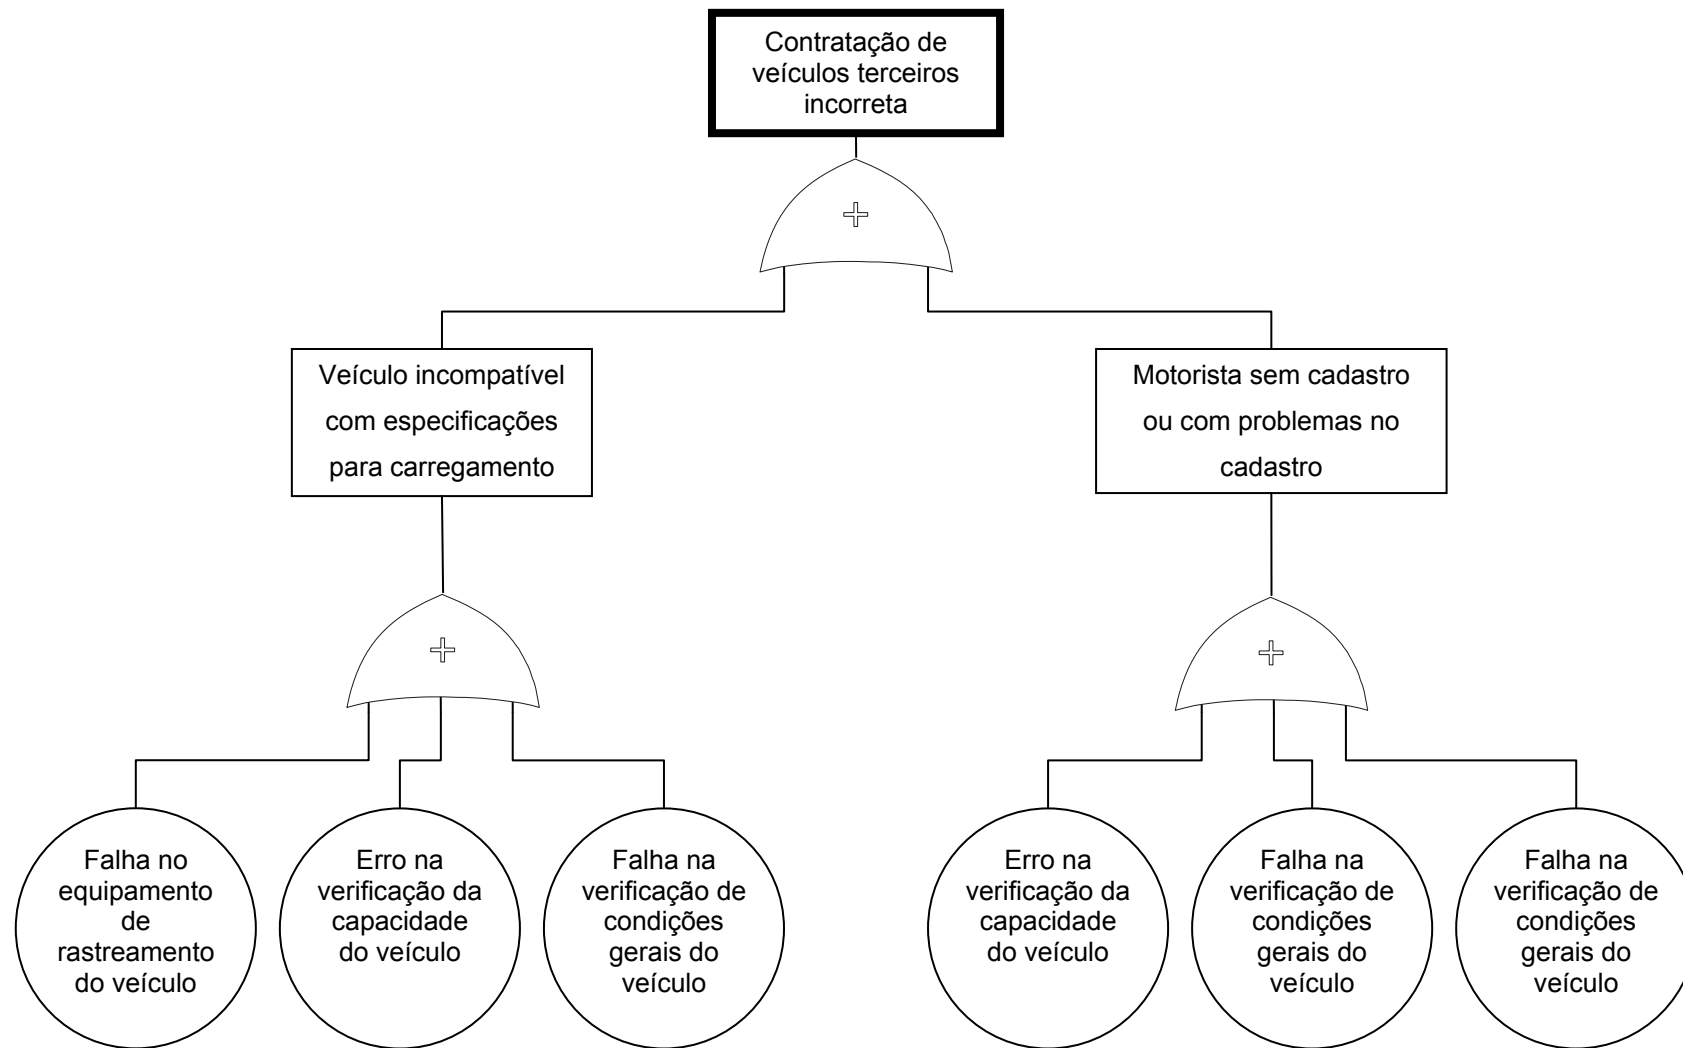 Contratação de
veículos terceiros
incorreta
Veículo incompatível
com especificações
para carregamento
Motorista sem cadastro
ou com problemas no
cadastro
Falha no
equipamento
de
rastreamento
do veículo
Erro na
verificação da
capacidade
do veículo
Falha na
verificação de
condições
gerais do
veículo
Erro na
verificação da
capacidade
do veículo
Falha na
verificação de
condições
gerais do
veículo
Falha na
verificação de
condições
gerais do
veículo